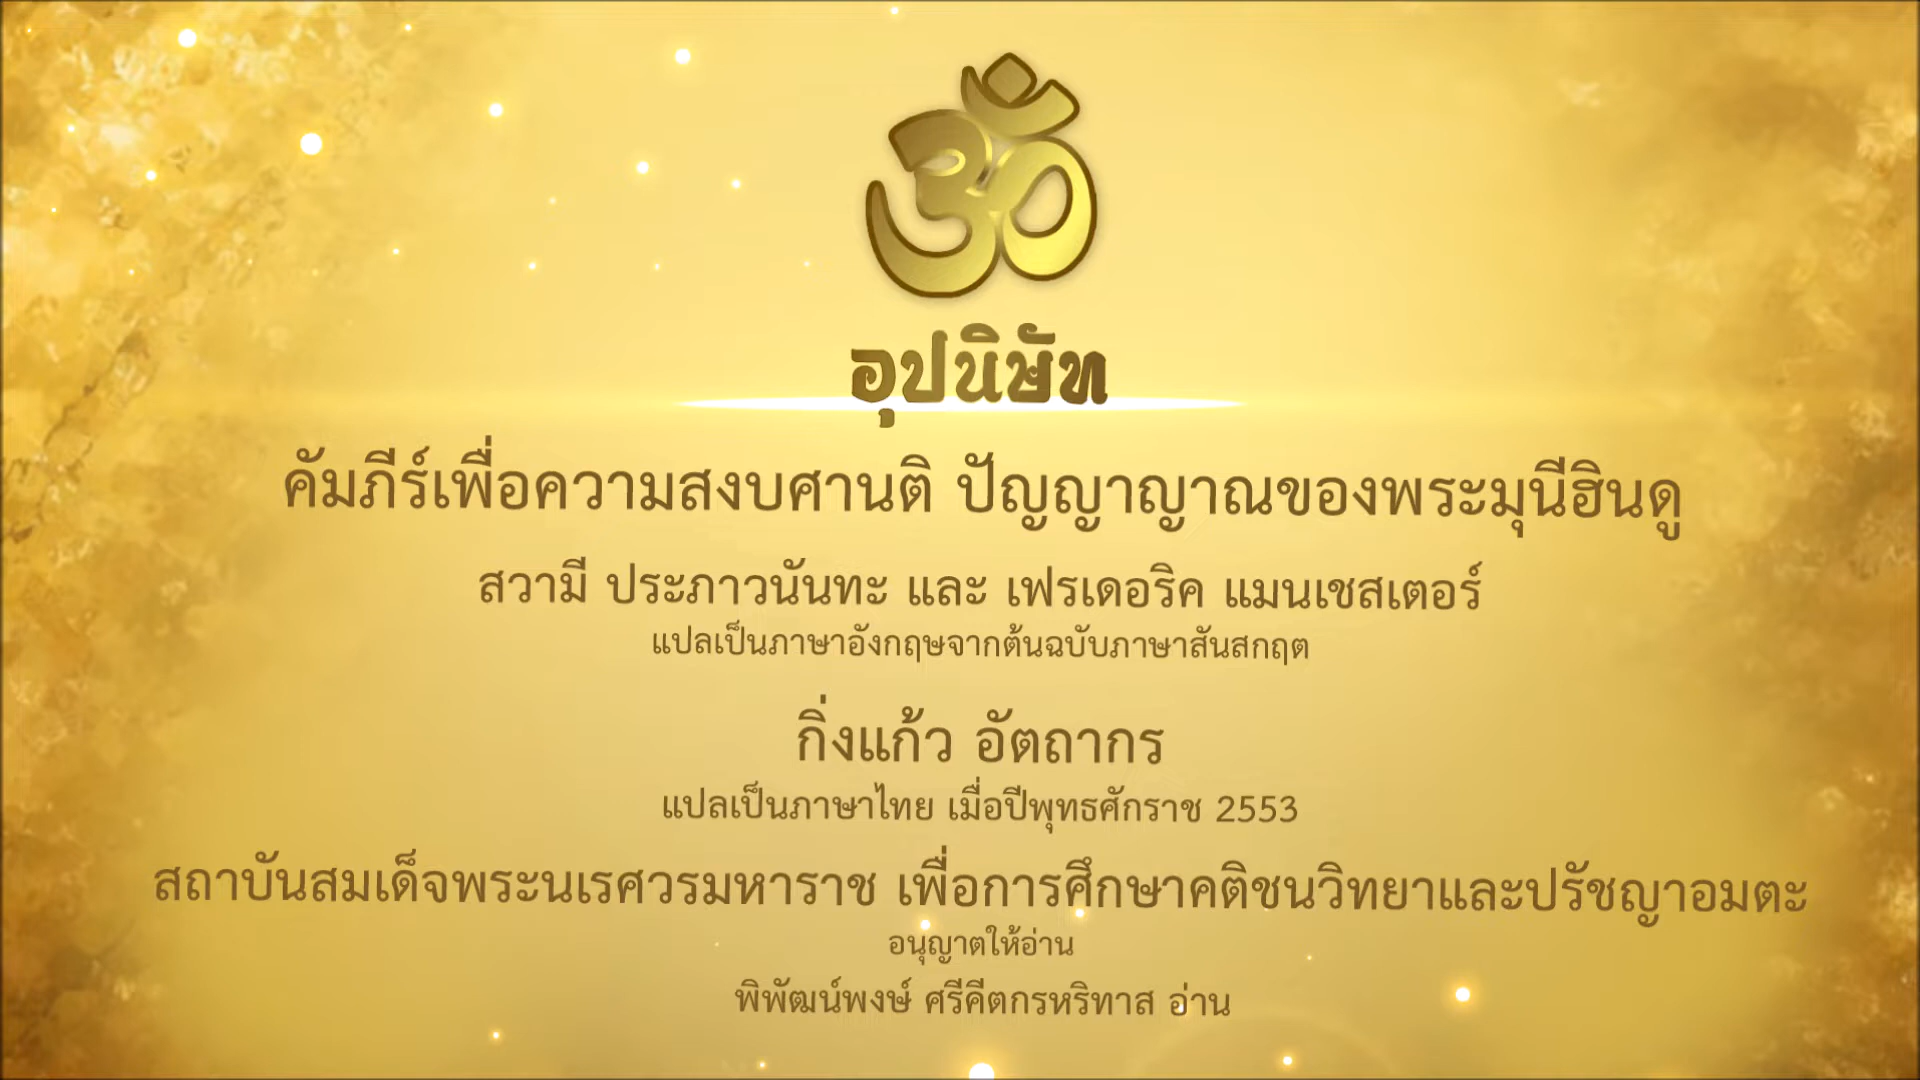 ॐ
อุปนิษัท
คัมภีร์เพื่อความสงบศานติ ปัญญาญาณของพระมุนีฮินดู
สวามี ประภาวนันทะ และ เฟรเดอริค แมนเชสเตอร์
แปลเป็นภาษาอังกฤษจากต้นฉบับภาษาสันสกฤต
กิ่งแก้ว อัตถากร
แปลเป็นภาษาไทย เมื่อปีพุทธศักราช 2553
สถาบันสมเด็จพระนเรศวรมหาราช เพื่อการศึกษาคติชนวิทยาและปรัชญาอมตะ
อนุญาตให้อ่าน
พิพัฒน์พงษ์ ศรีคีตกรหริทาส อ่าน